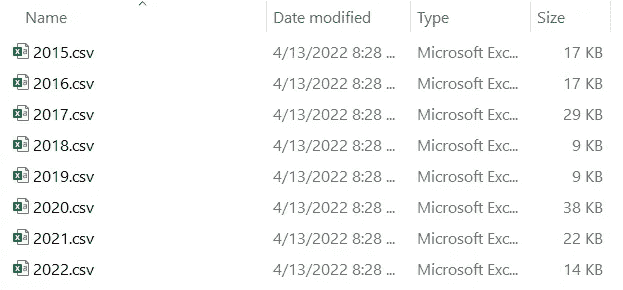 Name Date modified Type Size
2015.csv 4/13/2022 8:28 ... Microsoft Exc... 17 KB
2016.csv 4/13/2022 8:28 ... Microsoft Exc... 17 KB
2017.csv 4/13/2022 8:28 ... Microsoft Exc... 29 KB
2018.csv 4/13/2022 8:28 ... Microsoft Exc... 9 KB
2019.csv 4/13/2022 8:28 ... Microsoft Exc... 9 KB
2020.csv 4/13/2022 8:28 ... Microsoft Exc... 38 KB
2021.csv 4/13/2022 8:28 ... Microsoft Exc... 22 KB
2022.csv 4/13/2022 8:28 ... Microsoft Exc... 14 KB